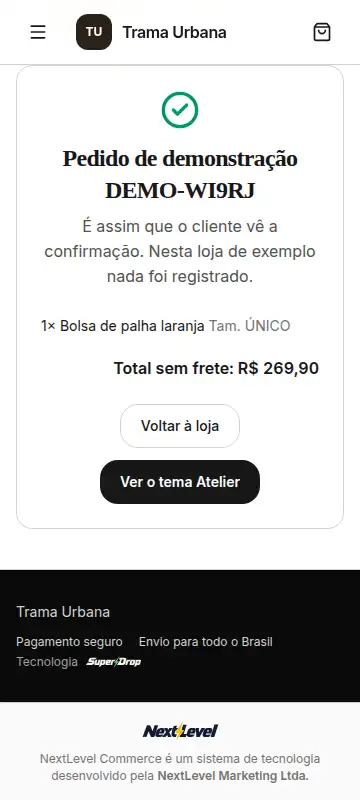 TU Trama Urbana
Pedido de demonstração
DEMO-WI9RJ
É assim que o cliente vê a
confirmação. Nesta loja de exemplo
nada foi registrado.
1× Bolsa de palha laranja Tam. ÚNICO
Total sem frete: R$ 269,90
Voltar à loja
Ver o tema Atelier
Trama Urbana
Pagamento seguro Envio para todo o Brasil
Tecnologia Super/Drop
NextLevel
NextLevel Commerce é um sistema de tecnologia
desenvolvido pela NextLevel Marketing Ltda.